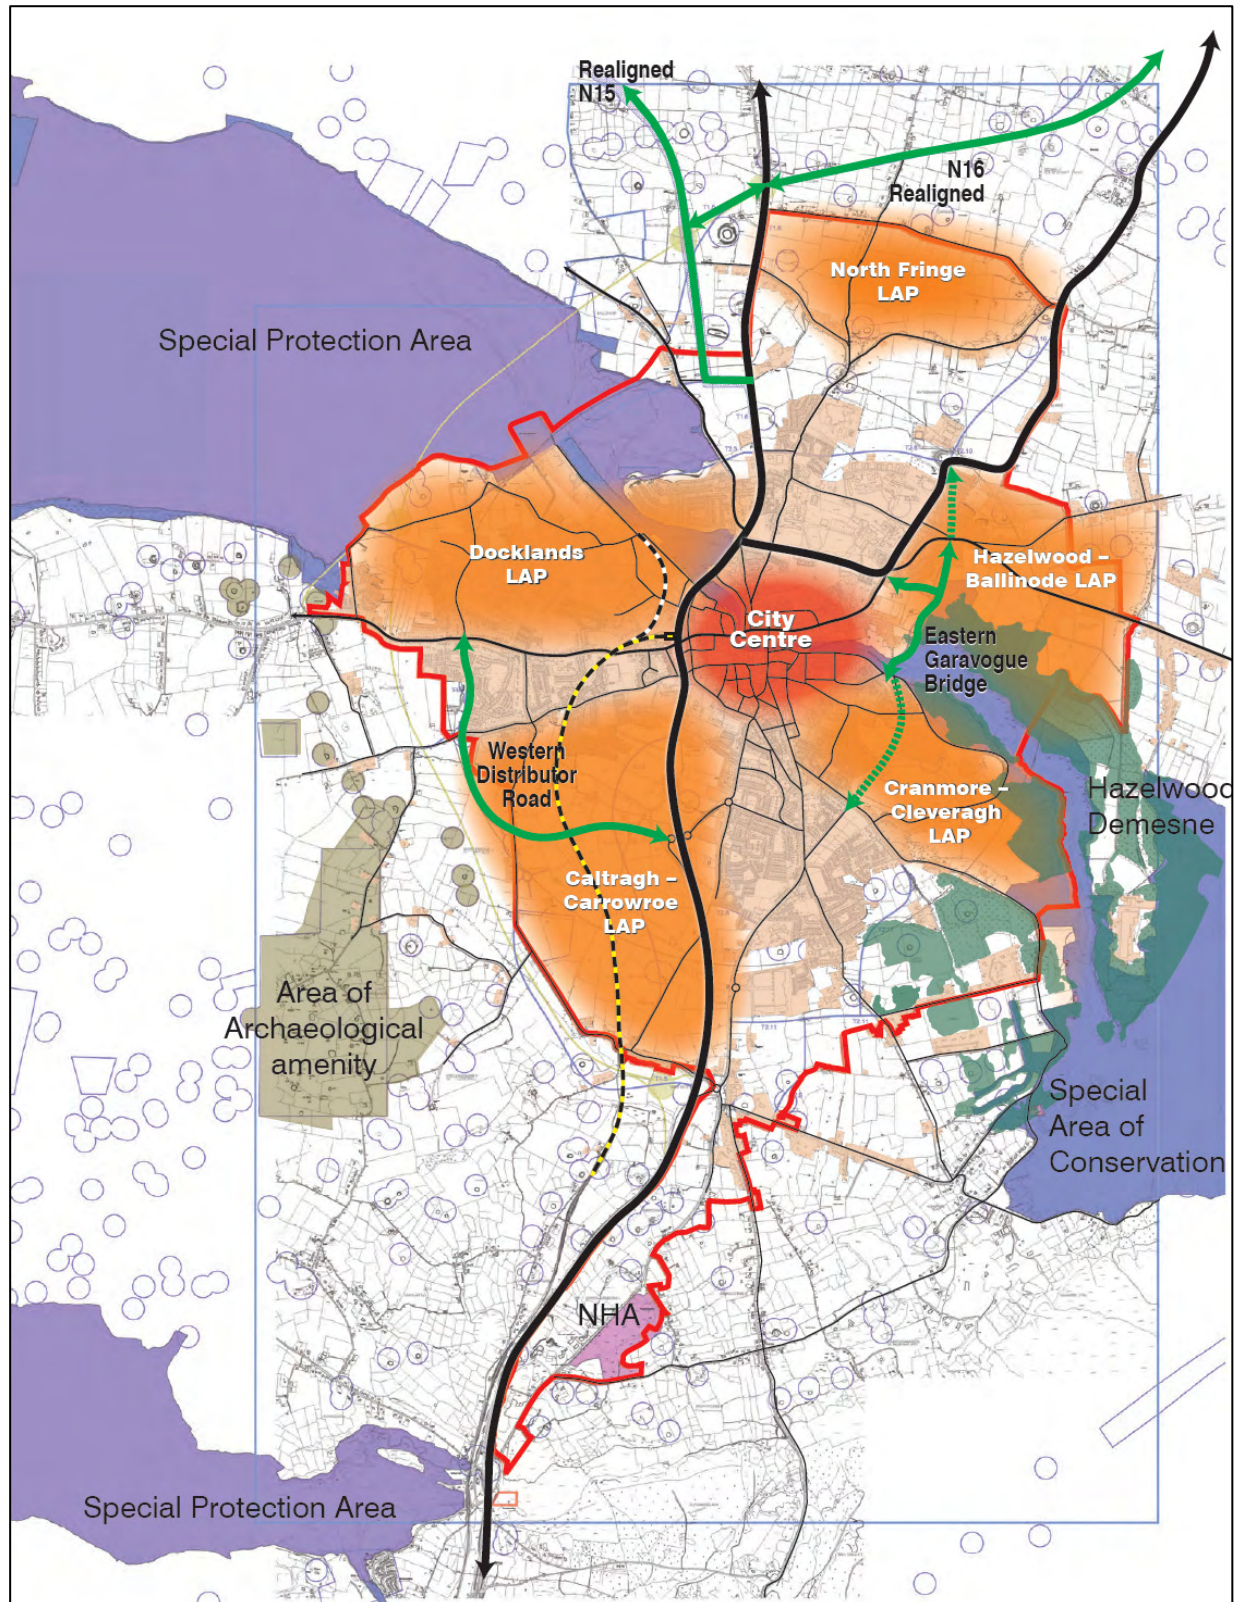 Realigned
N15
N16
Realigned
North Fringe
LAP
Special Protection Area
Docklands
LAP
Hazelwood –
Ballinode LAP
City
Centre
Eastern
Garavogue
Bridge
Western
Distributor
Road
Cranmore –
Cleveragh
LAP
Hazelwood
Demesne
Caltragh –
Carrowroe
LAP
Area of
Archaeological
amenity
Special
Area of
Conservation
NHA
Special Protection Area